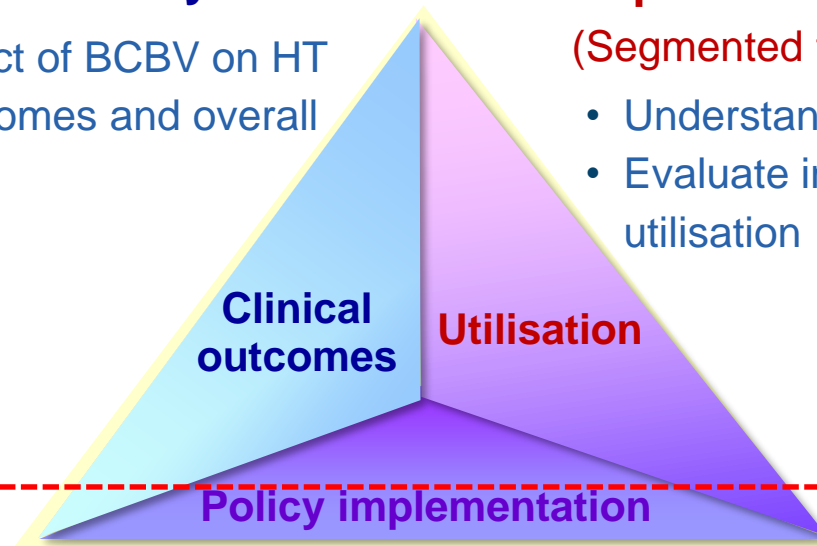 ct of BCBV on HT
omes and overall
(Segmented
• Understan
• Evaluate i
utilisation
Clinical
outcomes
Utilisation
Policy implementation